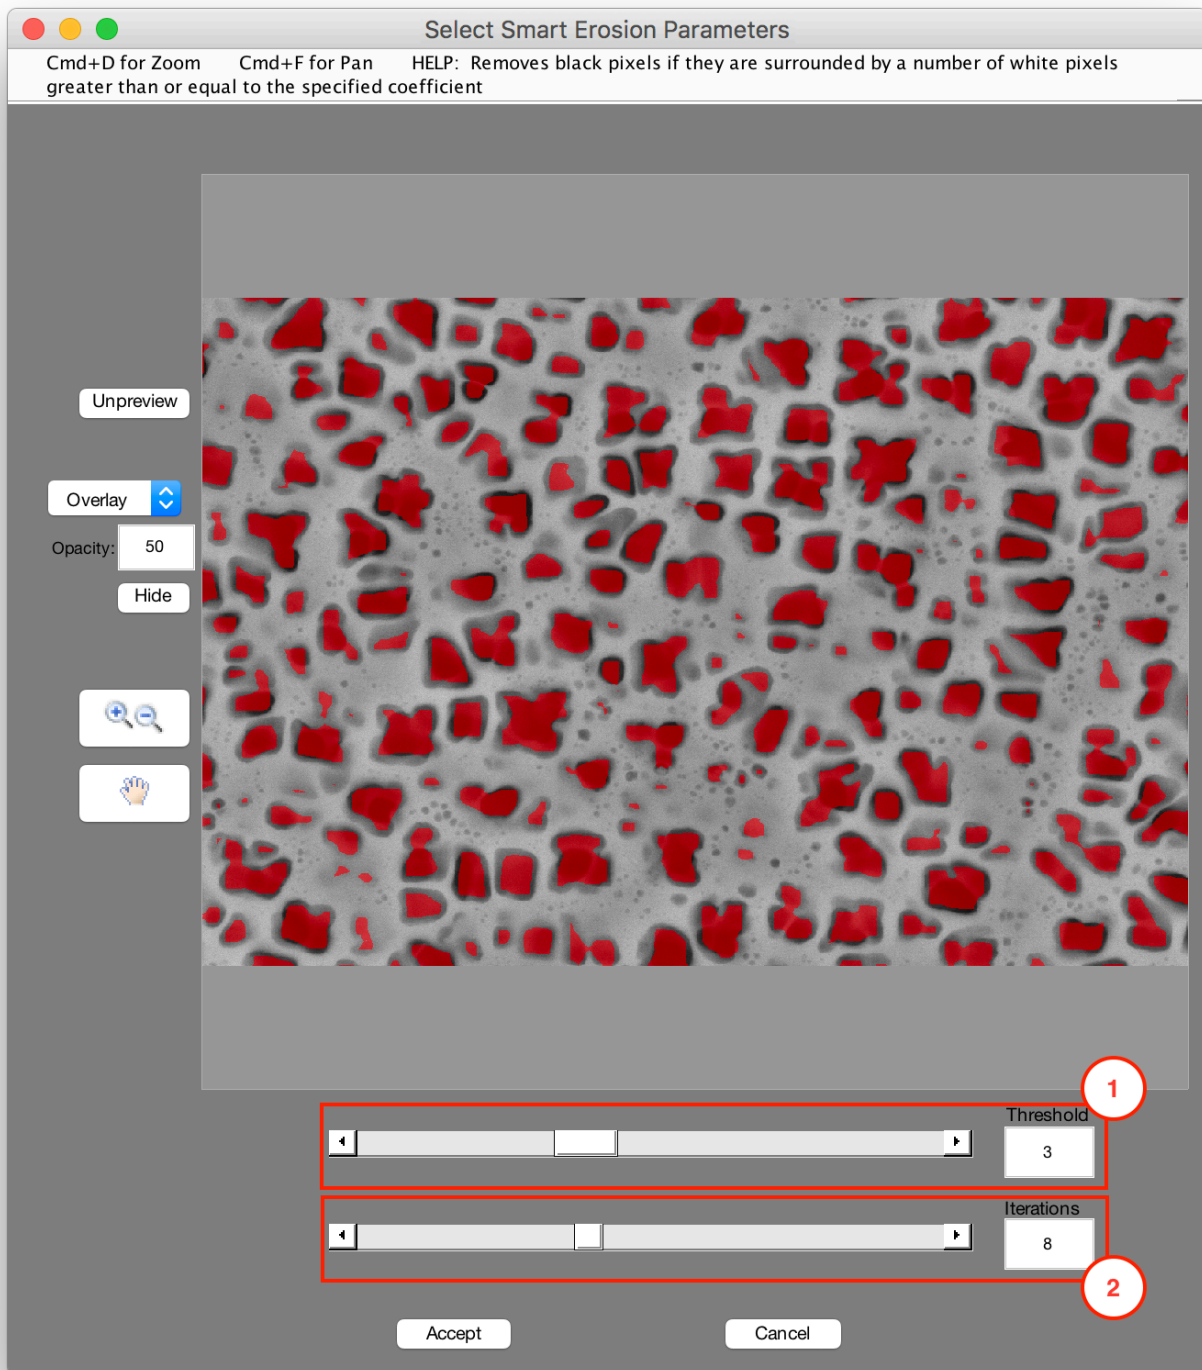 Select Smart Erosion Parameters
Cmd+D for Zoom Cmd+F for Pan HELP: Removes black pixels if they are surrounded by a number of white pixels
greater than or equal to the specified coefficient
Unpreview
Overlay
Opacity: 50
Hide
1
Threshold
3
Iterations
8
2
Accept Cancel